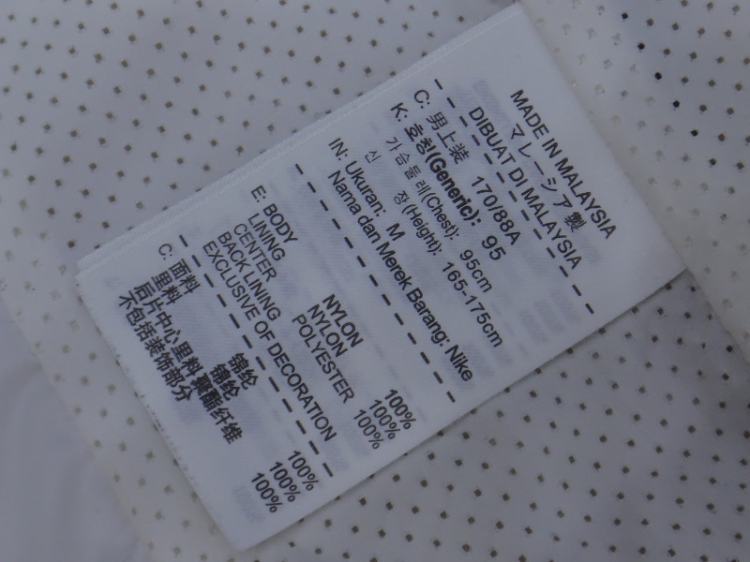 MADE IN MALAYSIA
マレーシア製
DIBUAT DI MALAYSIA
C: 男上装 170/88A
K: 호칭(Generic): 95
가슴둘레(Chest): 95cm
신 장(Height): 165-175cm
IN: Ukuran: M
Nama dan Merek Barang: Nike
E: BODY NYLON 100%
LINING NYLON 100%
CENTER
BACK LINING POLYESTER 100%
EXCLUSIVE OF DECORATION
C: 面料 锦纶 100%
里料 锦纶 100%
后片中心里料 聚酯纤维 100%
不包括装饰部分